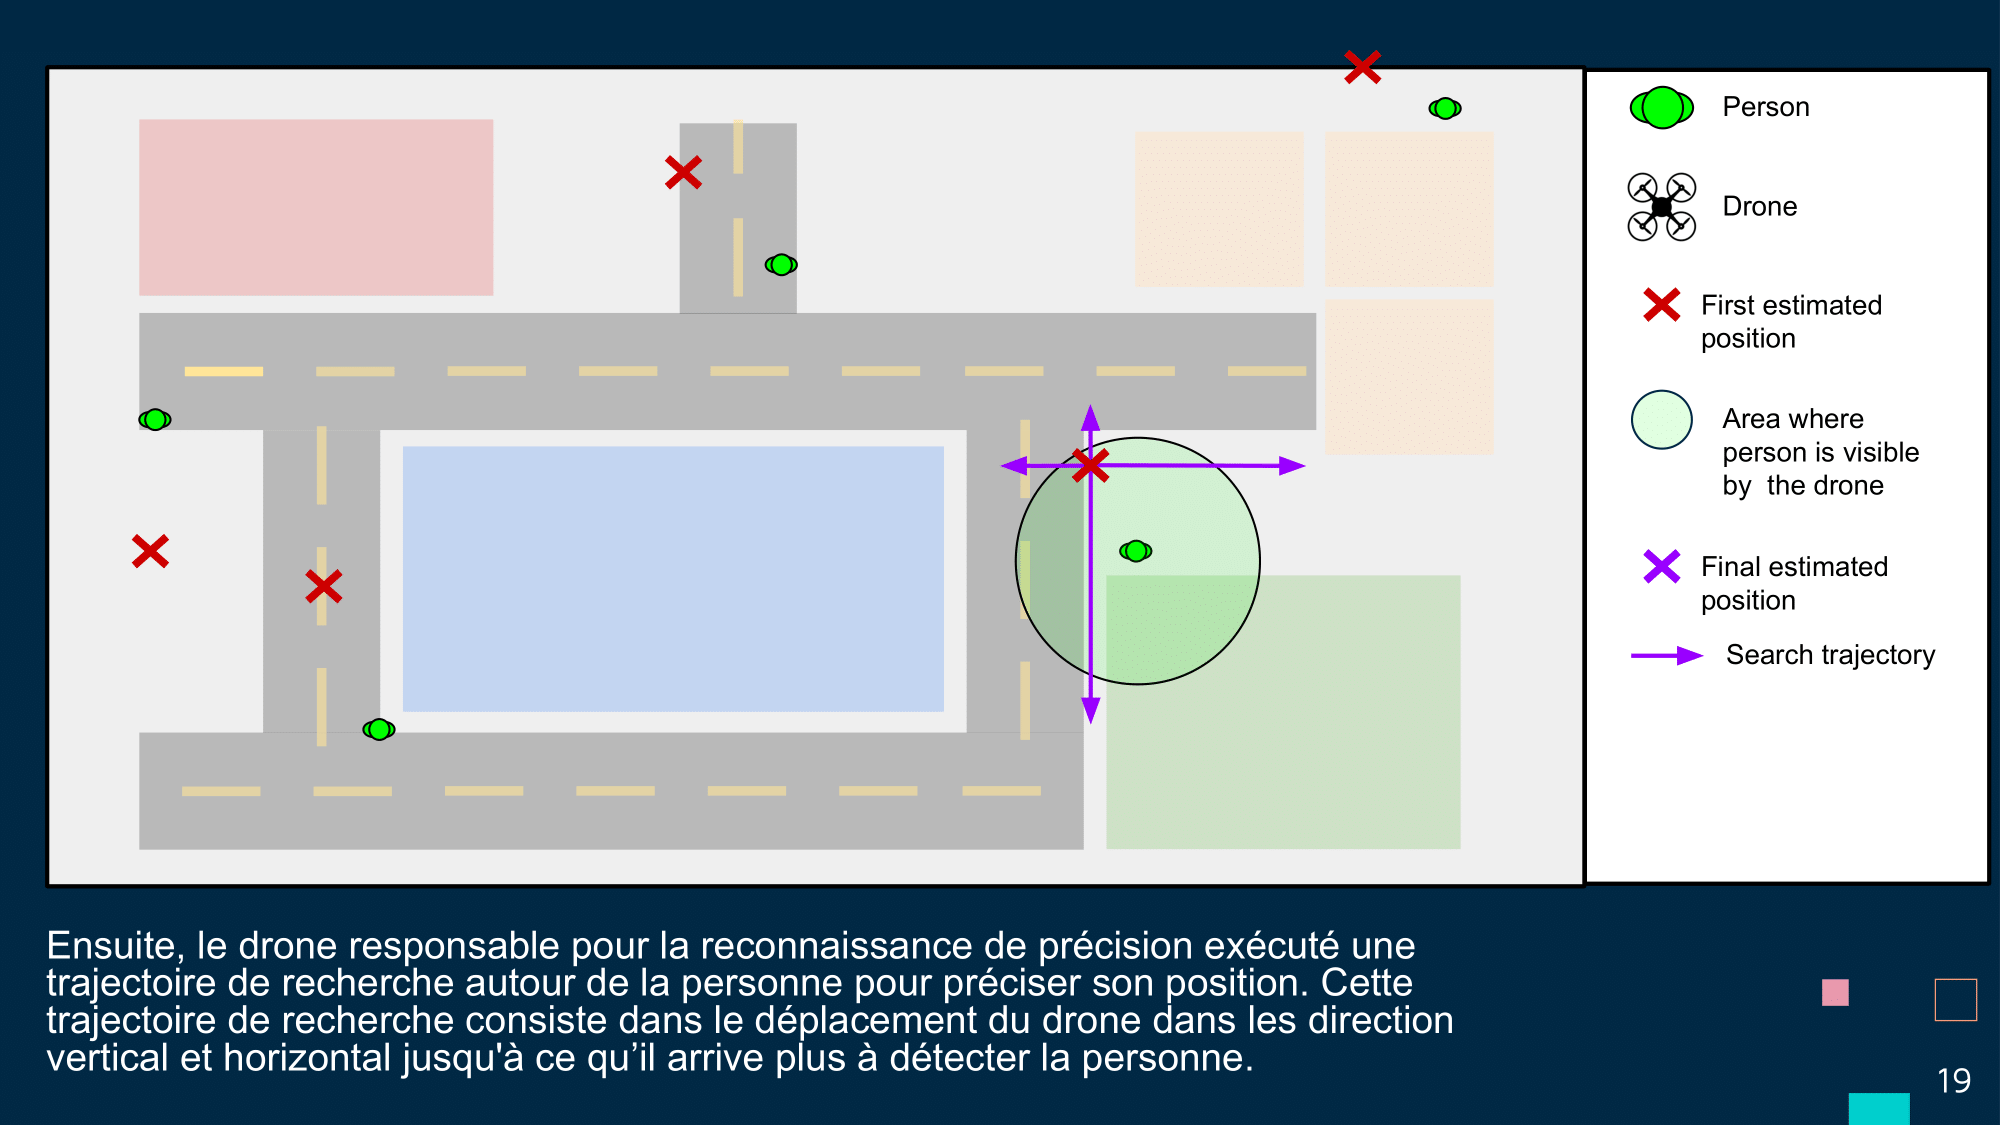 Person
Drone
First estimated
position
Area where
person is visible
by  the drone
Final estimated
position
Search trajectory
Ensuite, le drone responsable pour la reconnaissance de précision exécuté une
trajectoire de recherche autour de la personne pour préciser son position. Cette
trajectoire de recherche consiste dans le déplacement du drone dans les direction
vertical et horizontal jusqu'à ce qu’il arrive plus à détecter la personne.
19